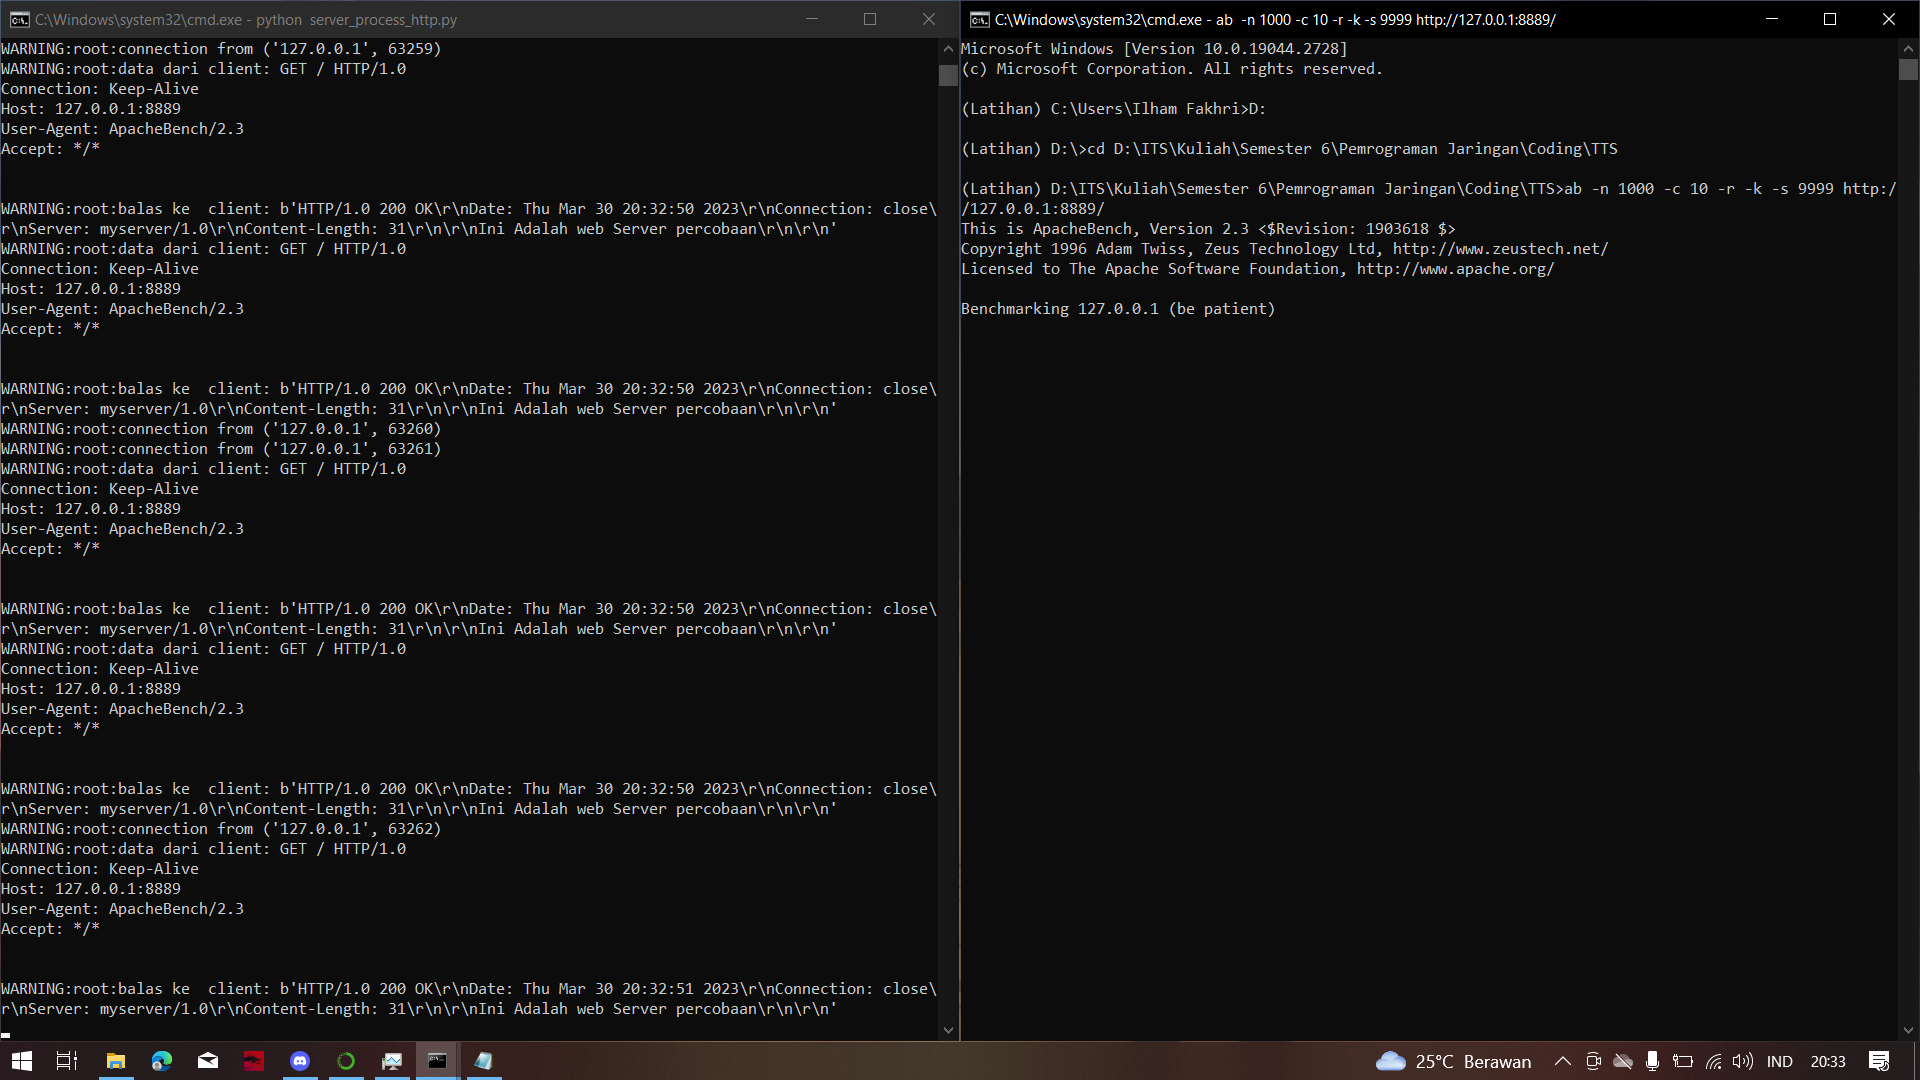 C:\Windows\system32\cmd.exe - python  server_process_http.py
WARNING:root:connection from ('127.0.0.1', 63259)
WARNING:root:data dari client: GET / HTTP/1.0
Connection: Keep-Alive
Host: 127.0.0.1:8889
User-Agent: ApacheBench/2.3
Accept: */*
WARNING:root:balas ke  client: b'HTTP/1.0 200 OK\r\nDate: Thu Mar 30 20:32:50 2023\r\nConnection: close\
r\nServer: myserver/1.0\r\nContent-Length: 31\r\n\r\nIni Adalah web Server percobaan\r\n\r\n'
WARNING:root:data dari client: GET / HTTP/1.0
Connection: Keep-Alive
Host: 127.0.0.1:8889
User-Agent: ApacheBench/2.3
Accept: */*
WARNING:root:balas ke  client: b'HTTP/1.0 200 OK\r\nDate: Thu Mar 30 20:32:50 2023\r\nConnection: close\
r\nServer: myserver/1.0\r\nContent-Length: 31\r\n\r\nIni Adalah web Server percobaan\r\n\r\n'
WARNING:root:connection from ('127.0.0.1', 63260)
WARNING:root:connection from ('127.0.0.1', 63261)
WARNING:root:data dari client: GET / HTTP/1.0
Connection: Keep-Alive
Host: 127.0.0.1:8889
User-Agent: ApacheBench/2.3
Accept: */*
WARNING:root:balas ke  client: b'HTTP/1.0 200 OK\r\nDate: Thu Mar 30 20:32:50 2023\r\nConnection: close\
r\nServer: myserver/1.0\r\nContent-Length: 31\r\n\r\nIni Adalah web Server percobaan\r\n\r\n'
WARNING:root:data dari client: GET / HTTP/1.0
Connection: Keep-Alive
Host: 127.0.0.1:8889
User-Agent: ApacheBench/2.3
Accept: */*
WARNING:root:balas ke  client: b'HTTP/1.0 200 OK\r\nDate: Thu Mar 30 20:32:50 2023\r\nConnection: close\
r\nServer: myserver/1.0\r\nContent-Length: 31\r\n\r\nIni Adalah web Server percobaan\r\n\r\n'
WARNING:root:connection from ('127.0.0.1', 63262)
WARNING:root:data dari client: GET / HTTP/1.0
Connection: Keep-Alive
Host: 127.0.0.1:8889
User-Agent: ApacheBench/2.3
Accept: */*
WARNING:root:balas ke  client: b'HTTP/1.0 200 OK\r\nDate: Thu Mar 30 20:32:51 2023\r\nConnection: close\
r\nServer: myserver/1.0\r\nContent-Length: 31\r\n\r\nIni Adalah web Server percobaan\r\n\r\n'
C:\Windows\system32\cmd.exe - ab  -n 1000 -c 10 -r -k -s 9999 http://127.0.0.1:8889/
Microsoft Windows [Version 10.0.19044.2728]
(c) Microsoft Corporation. All rights reserved.
(Latihan) C:\Users\Ilham Fakhri>D:
(Latihan) D:\>cd D:\ITS\Kuliah\Semester 6\Pemrograman Jaringan\Coding\TTS
(Latihan) D:\ITS\Kuliah\Semester 6\Pemrograman Jaringan\Coding\TTS>ab -n 1000 -c 10 -r -k -s 9999 http:/
/127.0.0.1:8889/
This is ApacheBench, Version 2.3 <$Revision: 1903618 $>
Copyright 1996 Adam Twiss, Zeus Technology Ltd, http://www.zeustech.net/
Licensed to The Apache Software Foundation, http://www.apache.org/
Benchmarking 127.0.0.1 (be patient)
25°C  Berawan
IND
20:33